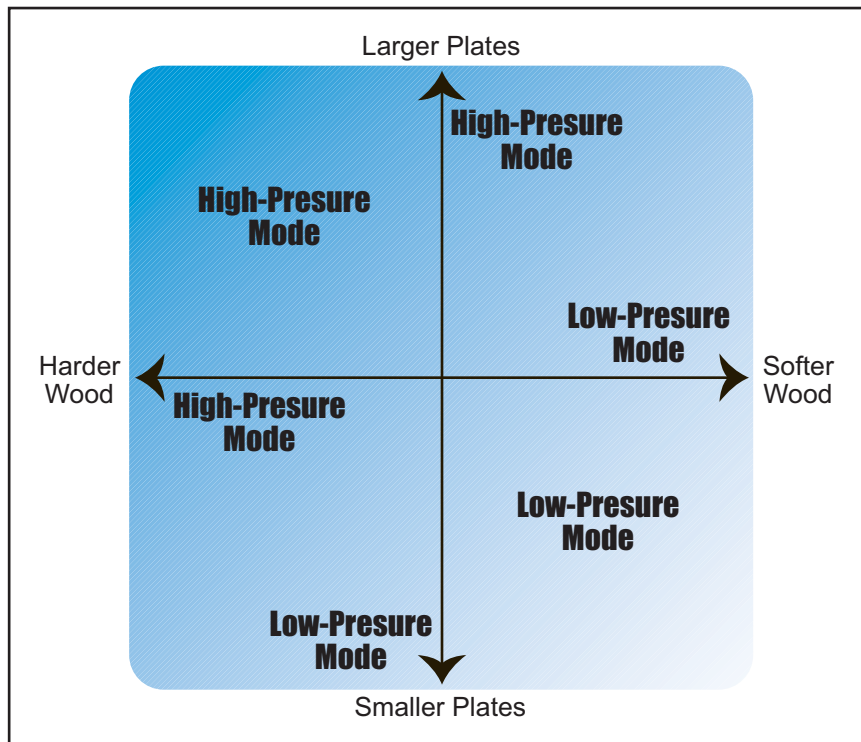 Larger Plates
High-Presure
Mode
High-Presure
Mode
Low-Presure
Mode
Harder
Wood
Softer
Wood
High-Presure
Mode
Low-Presure
Mode
Low-Presure
Mode
Smaller Plates